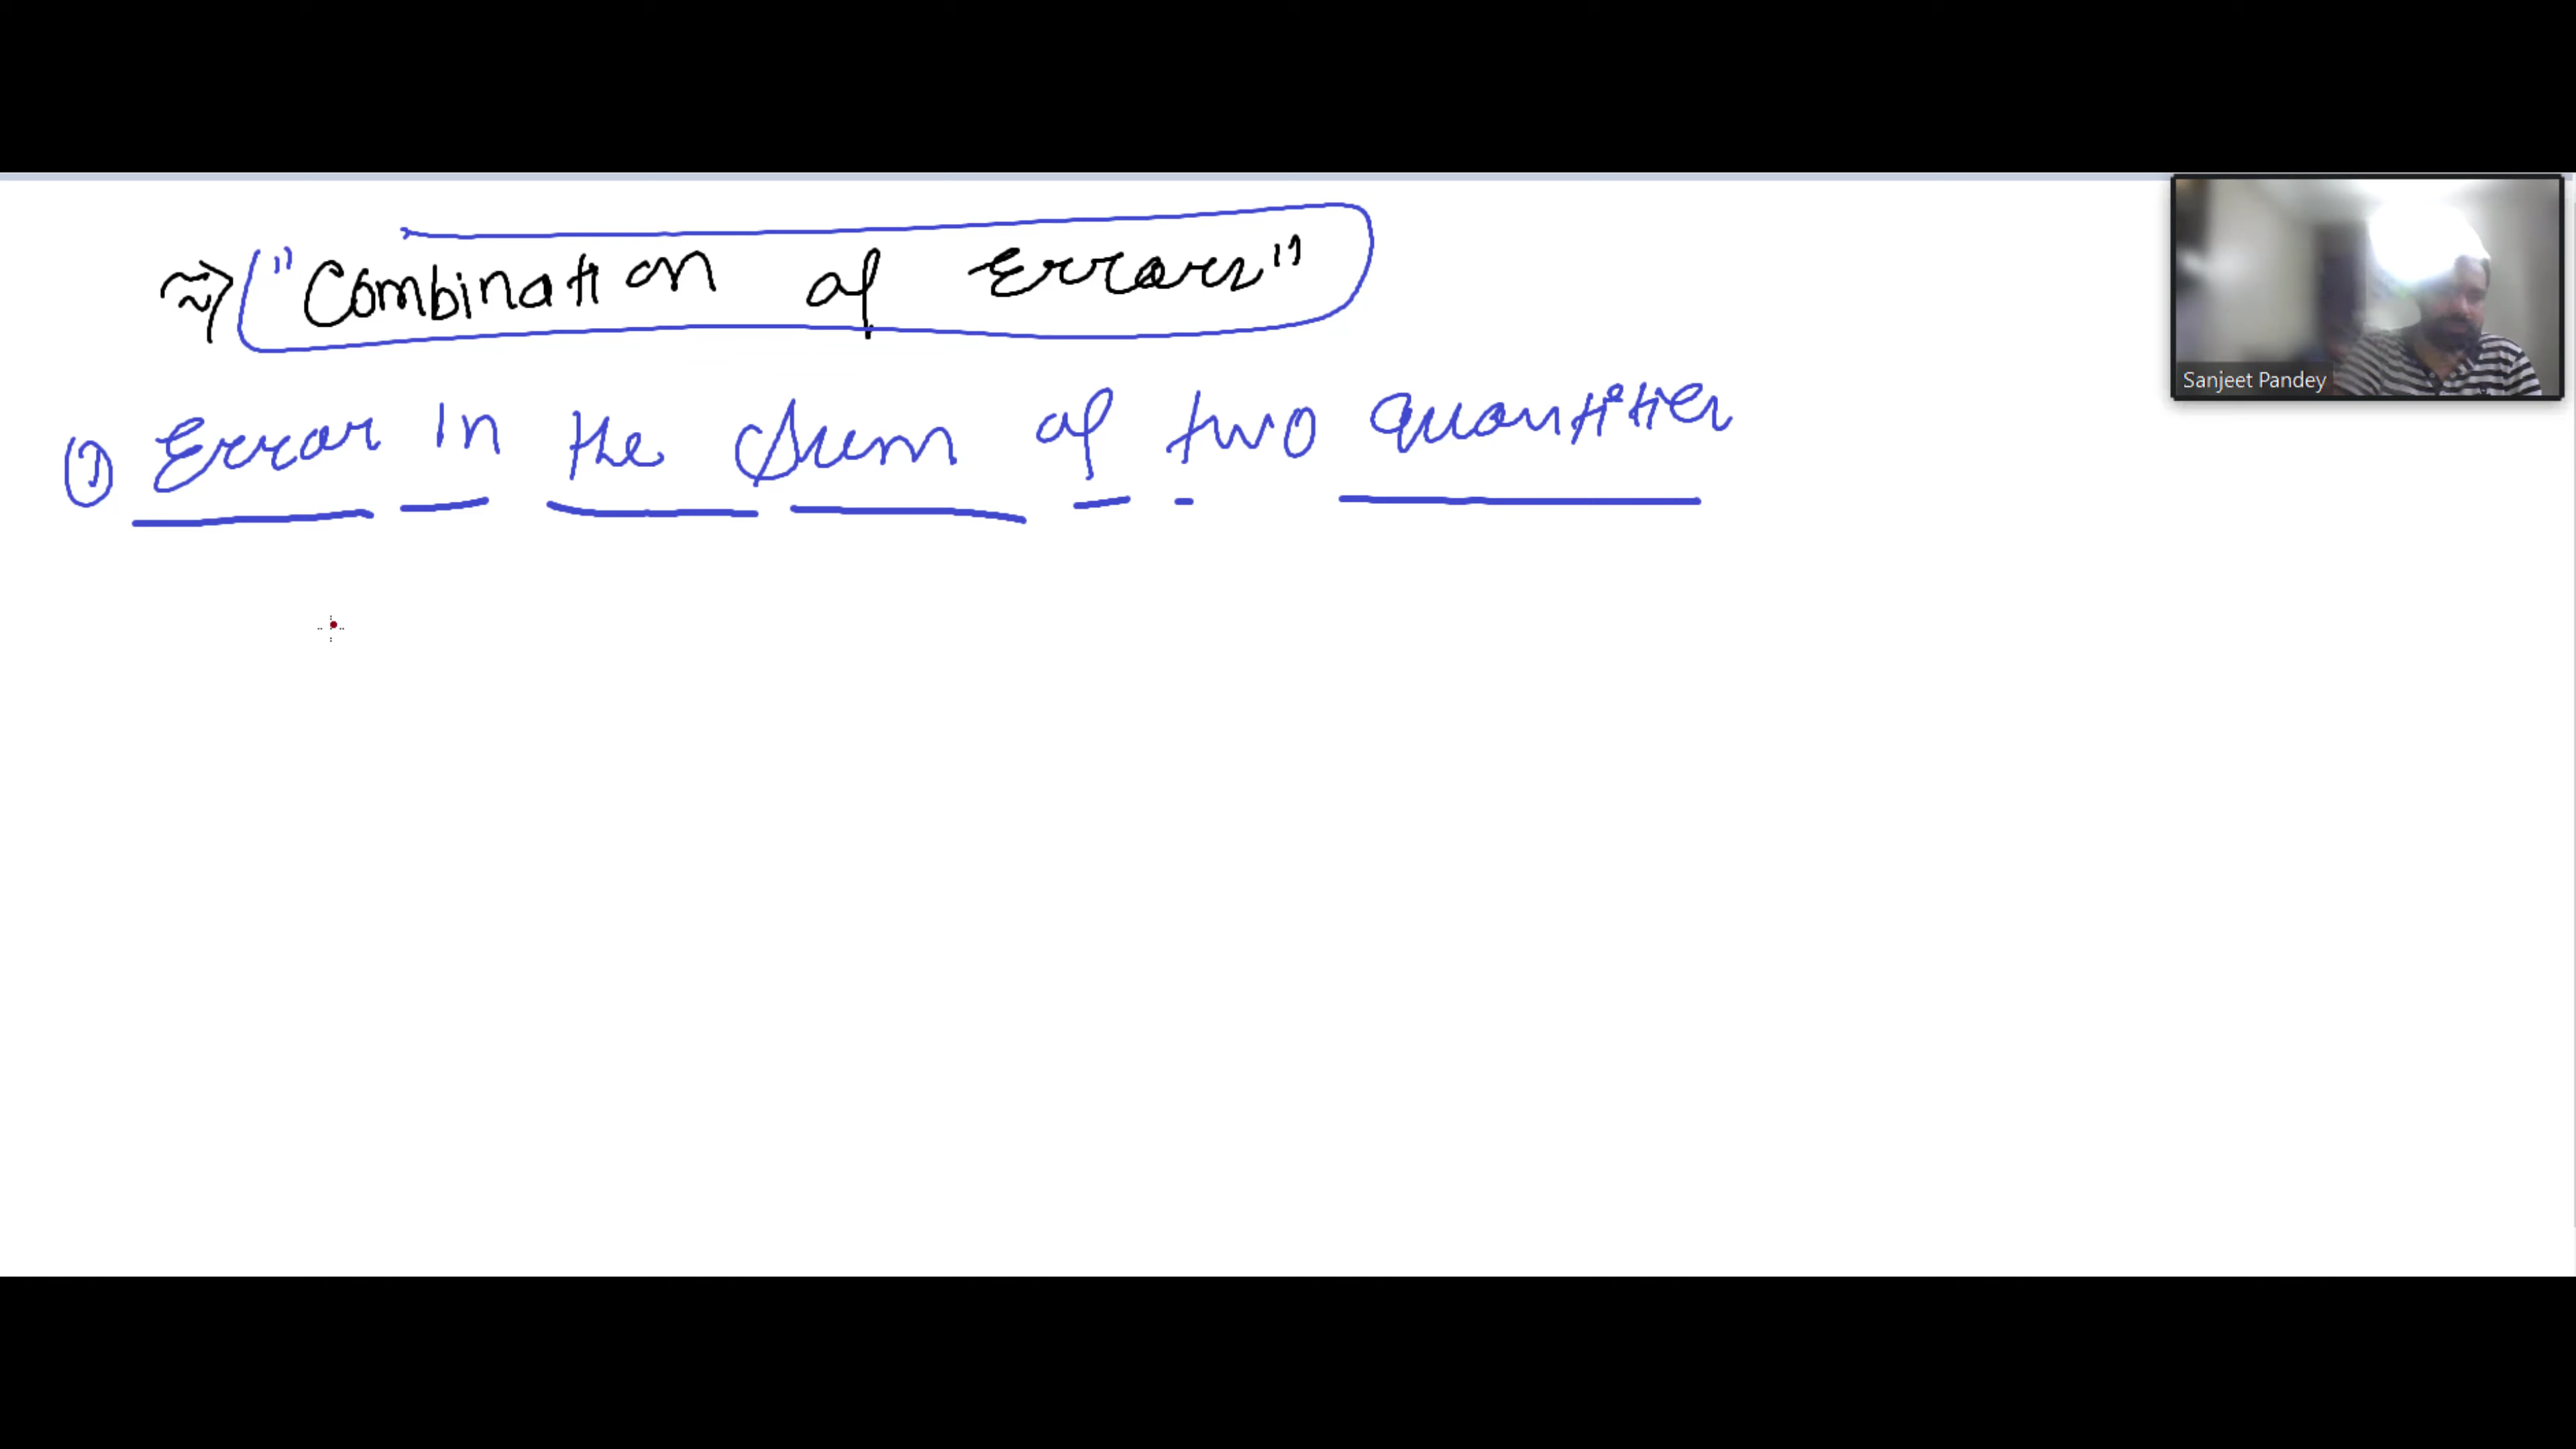 ⇒ "Combination of Errors"
Sanjeet Pandey
① Error in the Sum of two quantities